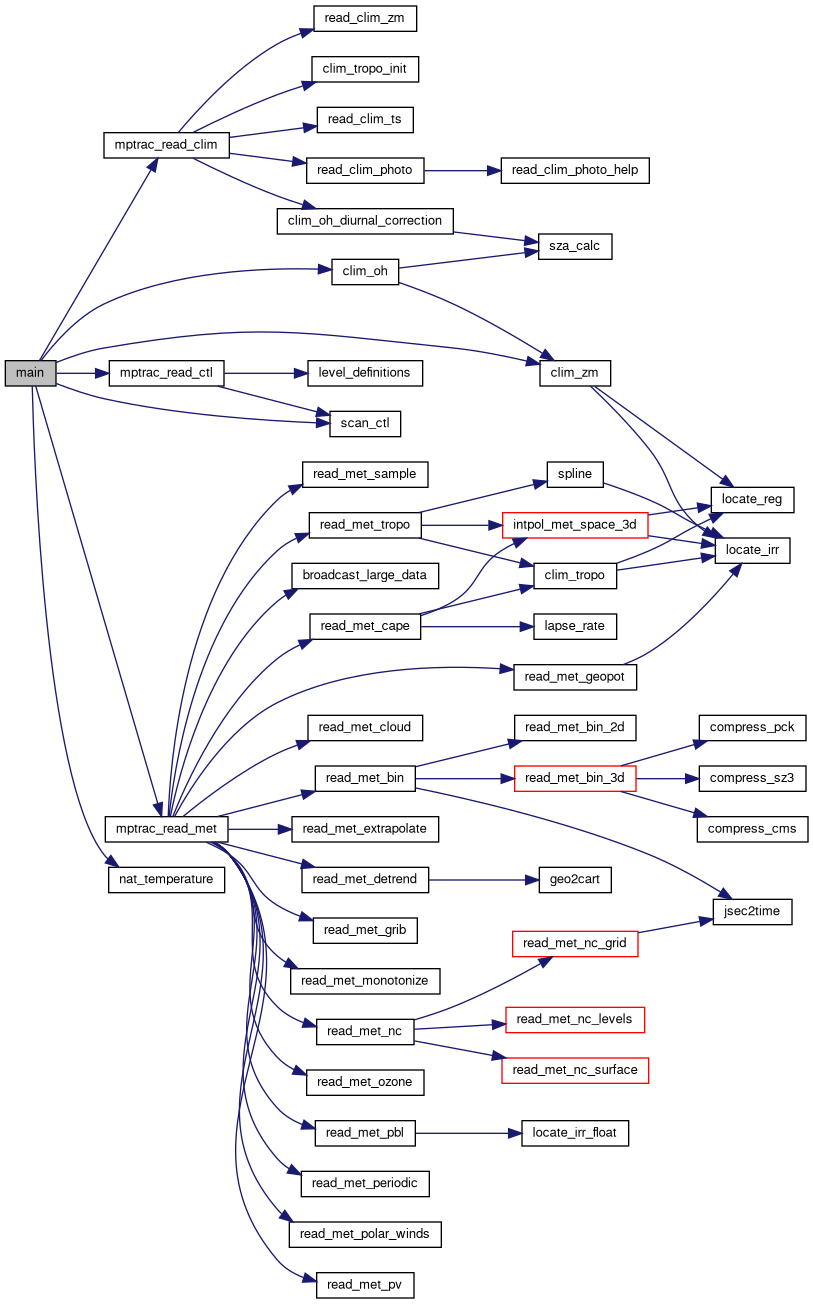 read_clim_zm
clim_tropo_init
read_clim_ts
mptrac_read_clim
read_clim_photo
read_clim_photo_help
clim_oh_diurnal_correction
sza_calc
clim_oh
main
mptrac_read_ctl
level_definitions
clim_zm
scan_ctl
read_met_sample
spline
locate_reg
read_met_tropo
intpol_met_space_3d
locate_irr
broadcast_large_data
clim_tropo
read_met_cape
lapse_rate
read_met_geopot
read_met_cloud
read_met_bin_2d
compress_pck
read_met_bin
read_met_bin_3d
compress_sz3
mptrac_read_met
read_met_extrapolate
compress_cms
nat_temperature
read_met_detrend
geo2cart
jsec2time
read_met_grib
read_met_nc_grid
read_met_monotonize
read_met_nc
read_met_nc_levels
read_met_nc_surface
read_met_ozone
read_met_pbl
locate_irr_float
read_met_periodic
read_met_polar_winds
read_met_pv